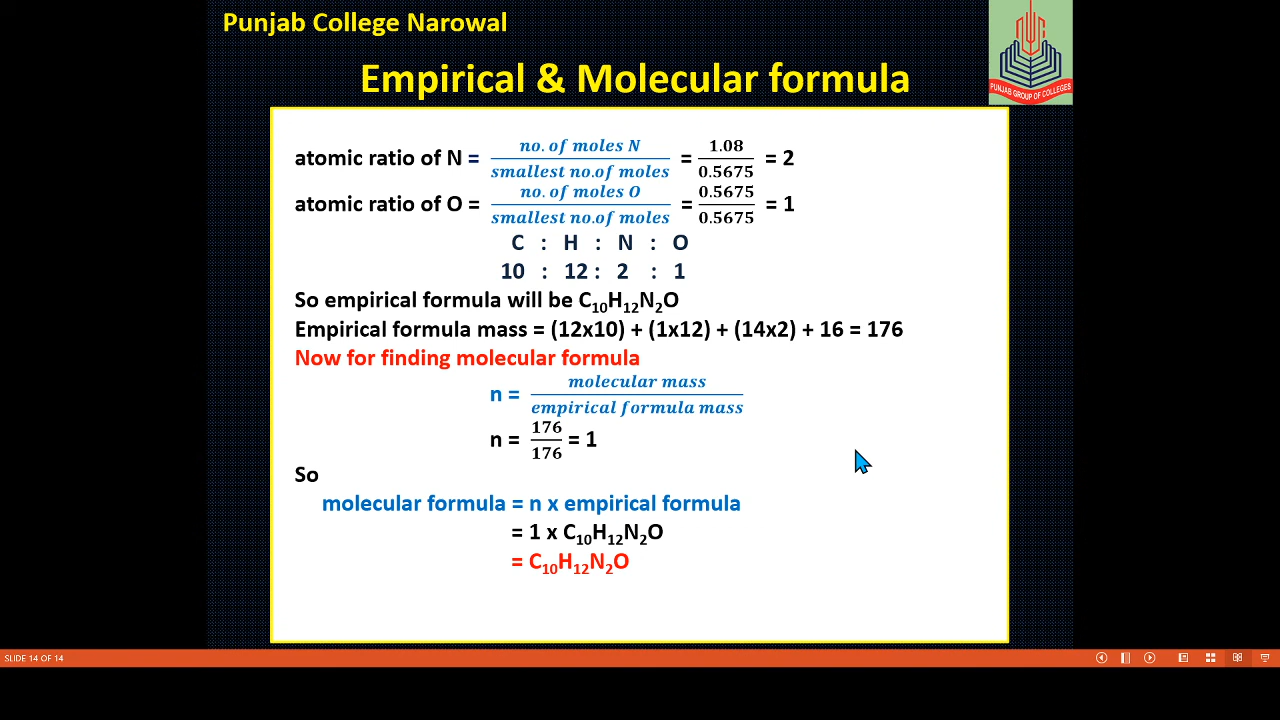 Punjab College Narowal
Empirical & Molecular formula
PUNJAB GROUP OF COLLEGES
atomic ratio of N = no. of moles N / smallest no.of moles = 1.08 / 0.5675 = 2
atomic ratio of O = no. of moles O / smallest no.of moles = 0.5675 / 0.5675 = 1
C : H : N : O
10 : 12 : 2 : 1
So empirical formula will be C₁₀H₁₂N₂O
Empirical formula mass = (12x10) + (1x12) + (14x2) + 16 = 176
Now for finding molecular formula
n = molecular mass / empirical formula mass
n = 176 / 176 = 1
So
molecular formula = n x empirical formula
= 1 x C₁₀H₁₂N₂O
= C₁₀H₁₂N₂O
SLIDE 14 OF 14